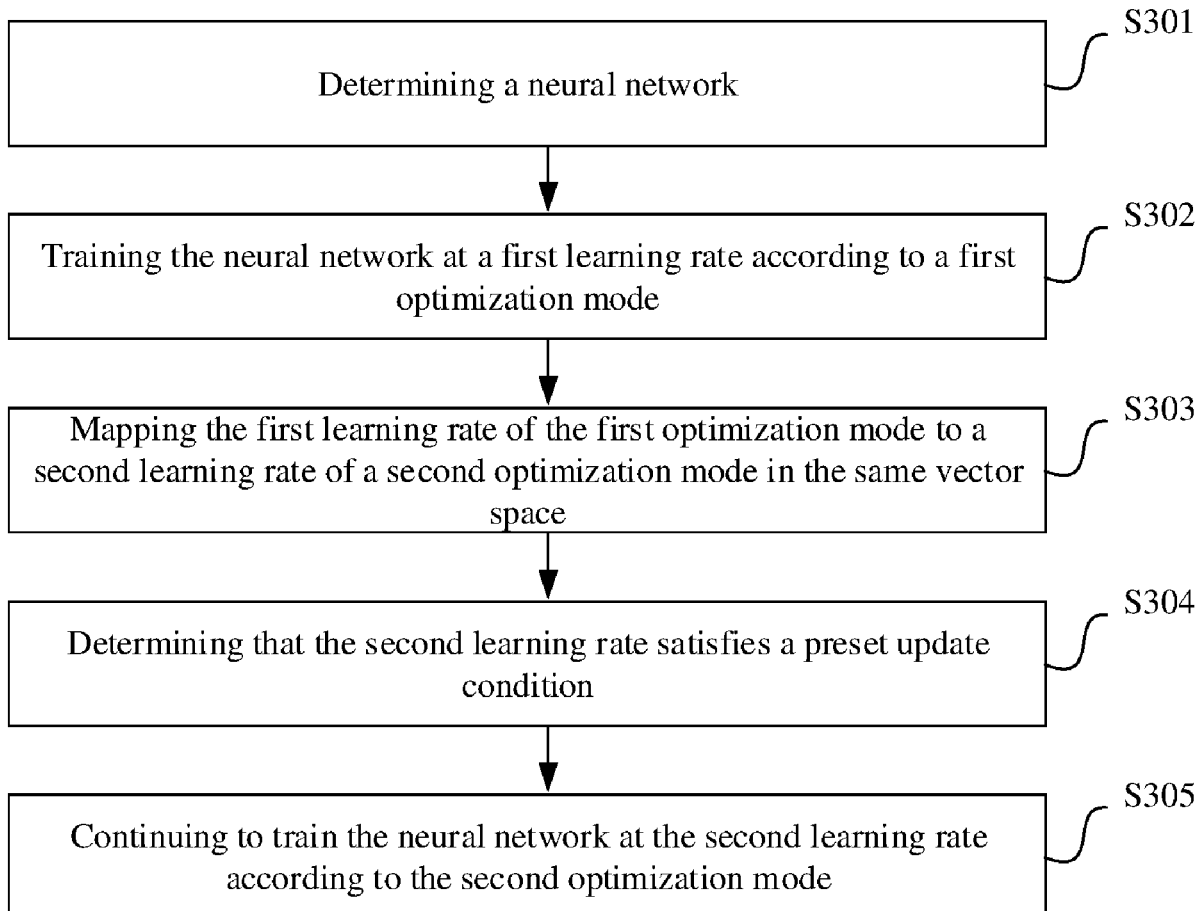 S301
Determining a neural network
S302
Training the neural network at a first learning rate according to a first
optimization mode
S303
Mapping the first learning rate of the first optimization mode to a
second learning rate of a second optimization mode in the same vector
space
S304
Determining that the second learning rate satisfies a preset update
condition
S305
Continuing to train the neural network at the second learning rate
according to the second optimization mode